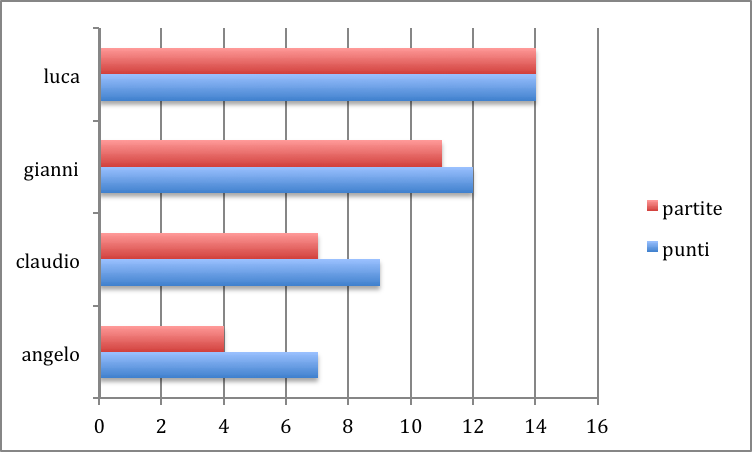 luca
gianni
claudio
angelo
0 2 4 6 8 10 12 14 16
partite
punti